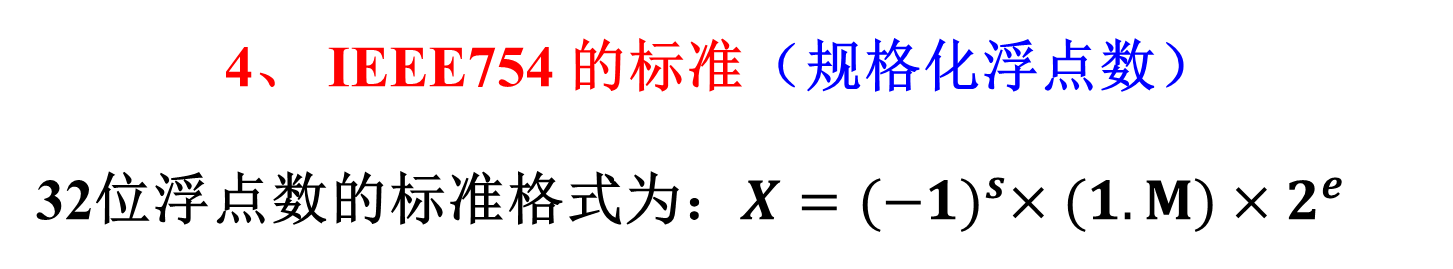 4、 IEEE754 的标准（规格化浮点数）
32位浮点数的标准格式为：X = (−1)ˢ× (1.M) × 2ᵉ